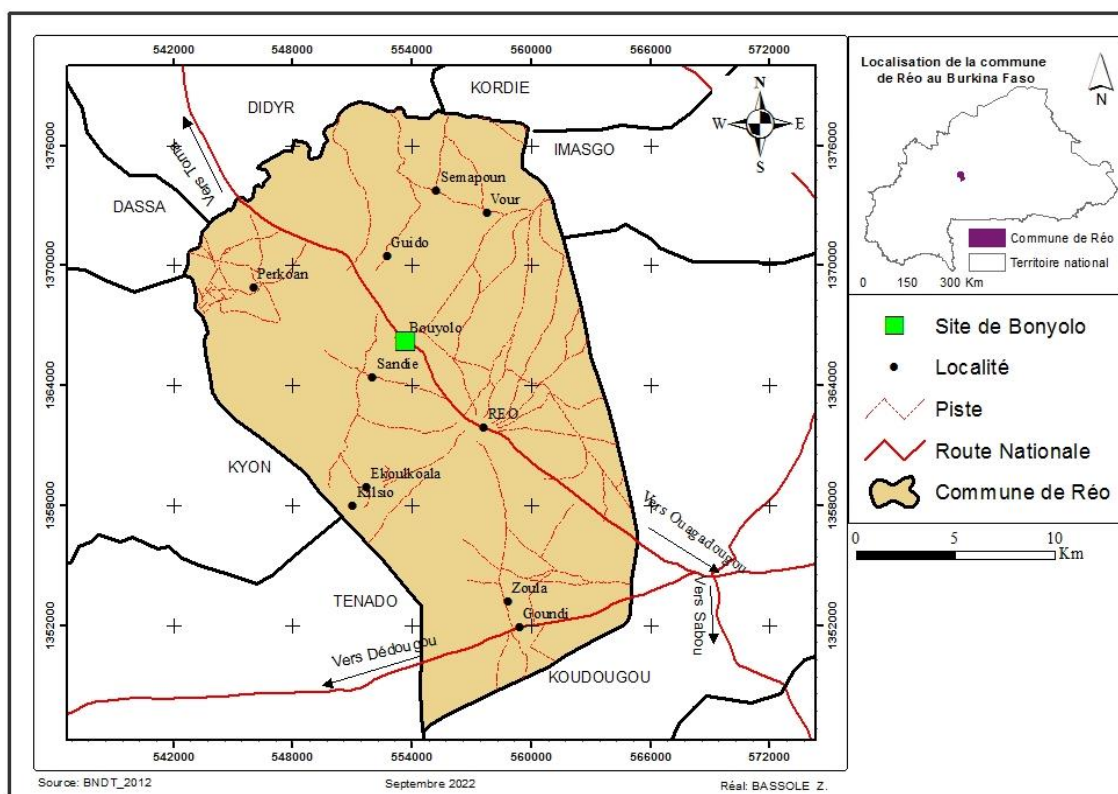 542000 548000 554000 560000 566000 572000
KORDIE
DIDYR
N
W E
S
1376000 1376000
IMASGO
Vers Toma
Semapoun
DASSA
Vour
Guido
1370000 1370000
Perkoan
Bouyolo
Sandie
1364000 1364000
REO
KYON
Ekoulkoala
Kilsio
1358000 1358000
Vers Ouagadougou
Zoula
TENADO
Goundi
Vers Sabou
1352000 1352000
Vers Dédougou
KOUDOUGOU
542000 548000 554000 560000 566000 572000
Source: BNDT_2012 Septembre 2022 Réal: BASSOLE Z.
Localisation de la commune
de Réo au Burkina Faso
N
Commune de Réo
Territoire national
0 150 300 Km
Site de Bonyolo
Localité
Piste
Route Nationale
Commune de Réo
0 5 10
Km